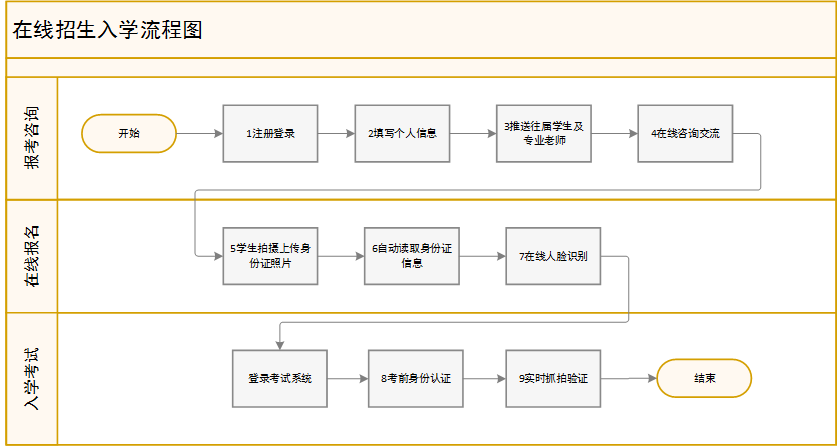 在线招生入学流程图
报考咨询
开始
1注册登录
2填写个人信息
3推送往届学生及
专业老师
4在线咨询交流
在线报名
5学生拍摄上传身
份证照片
6自动读取身份证
信息
7在线人脸识别
入学考试
登录考试系统
8考前身份认证
9实时抓拍验证
结束